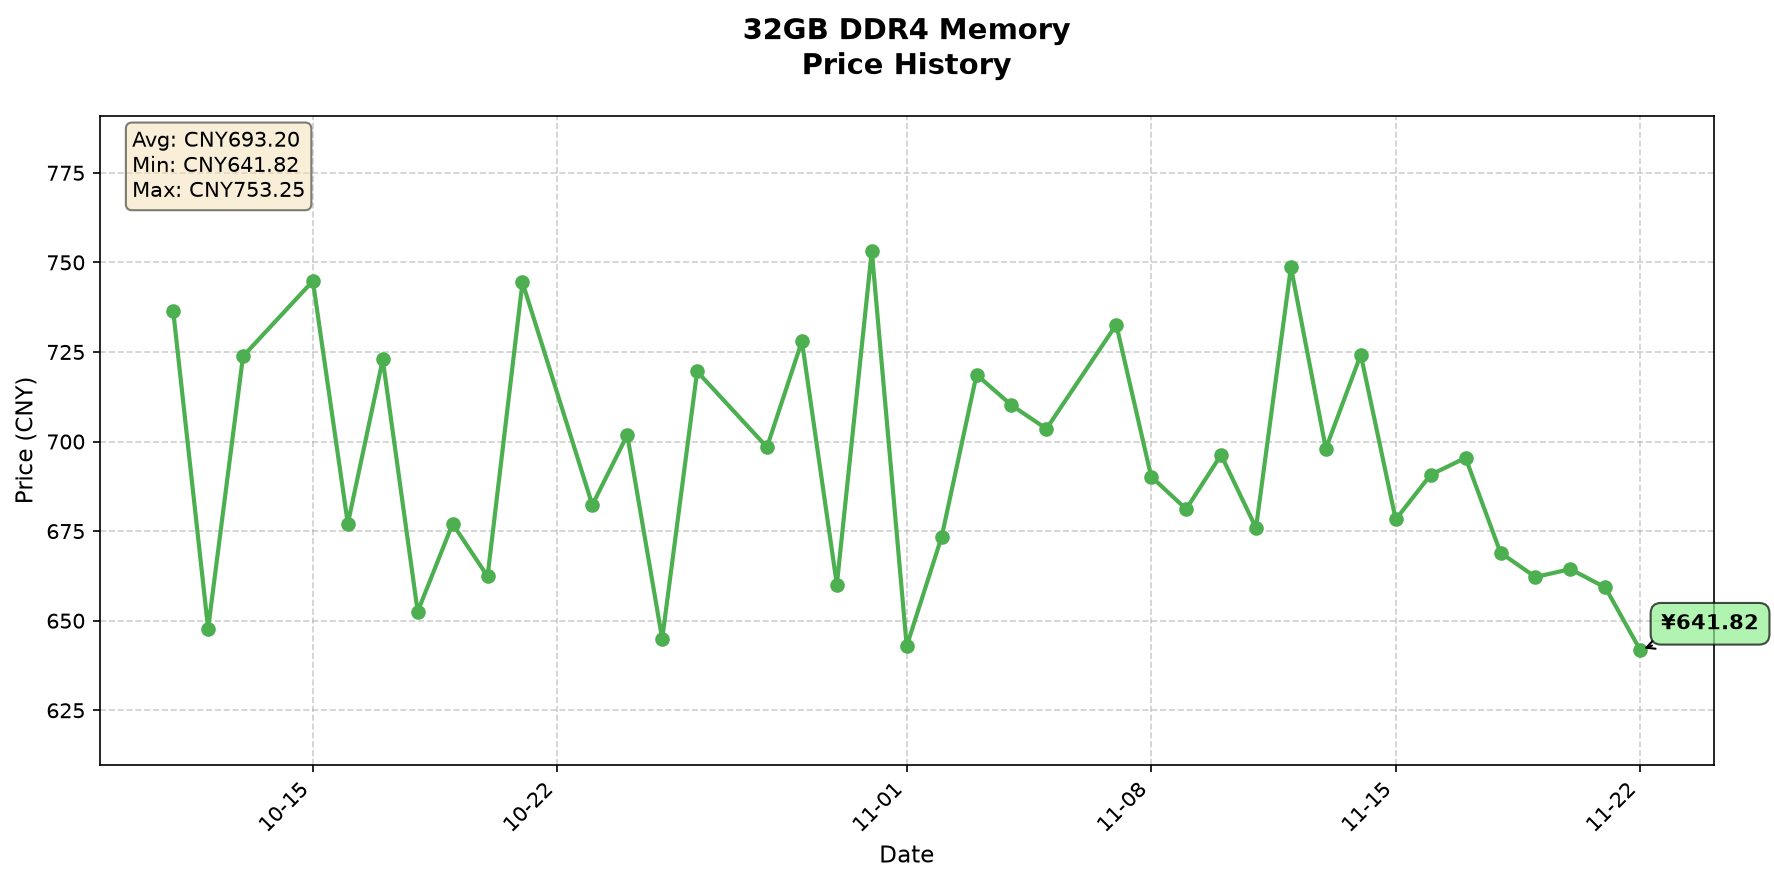 32GB DDR4 Memory
Price History
Avg: CNY693.20
Min: CNY641.82
Max: CNY753.25
775
750
725
700
675
650
625
Price (CNY)
¥641.82
10-15
10-22
11-01
11-08
11-15
11-22
Date